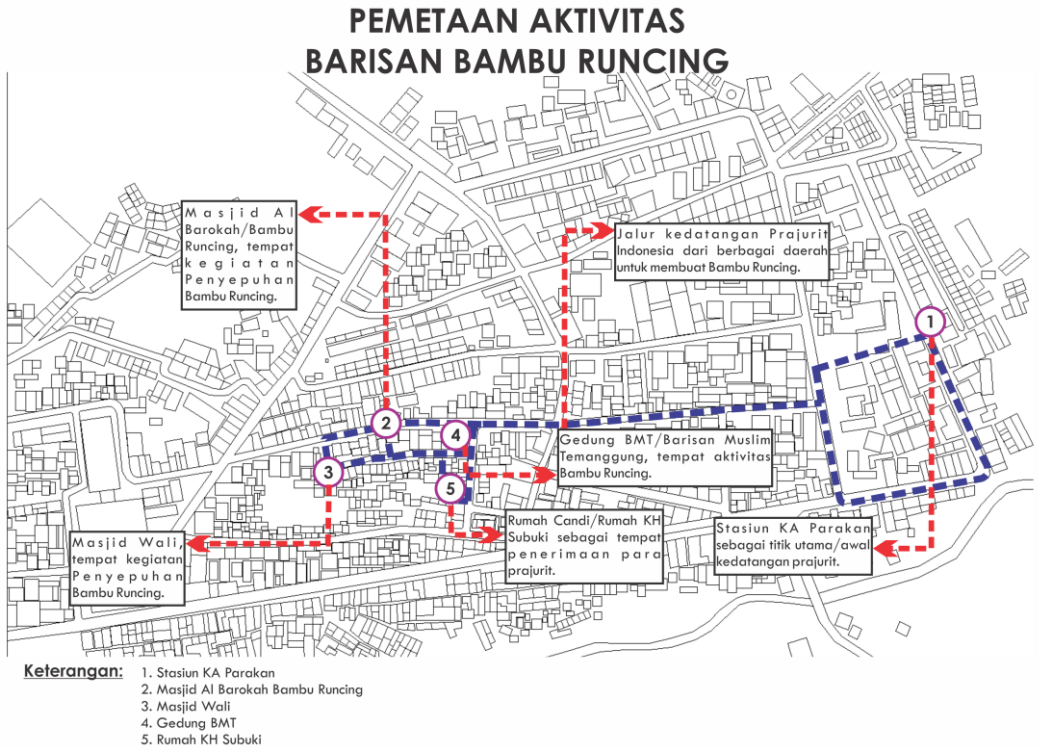 PEMETAAN AKTIVITAS
BARISAN BAMBU RUNCING
Masjid Al
Barokah/Bambu
Runcing, tempat
kegiatan
Penyepuhan
Bambu Runcing.
Jalur kedatangan Prajurit
Indonesia dari berbagai daerah
untuk membuat Bambu Runcing.
1
2
4
3
5
Gedung BMT/Barisan Muslim
Temanggung, tempat aktivitas
Bambu Runcing.
Rumah Candi/Rumah KH
Subuki sebagai tempat
penerimaan para
prajurit.
Stasiun KA Parakan
sebagai titik utama/awal
kedatangan prajurit.
Masjid Wali,
tempat kegiatan
Penyepuhan
Bambu Runcing.
Keterangan:
1. Stasiun KA Parakan
2. Masjid Al Barokah Bambu Runcing
3. Masjid Wali
4. Gedung BMT
5. Rumah KH Subuki